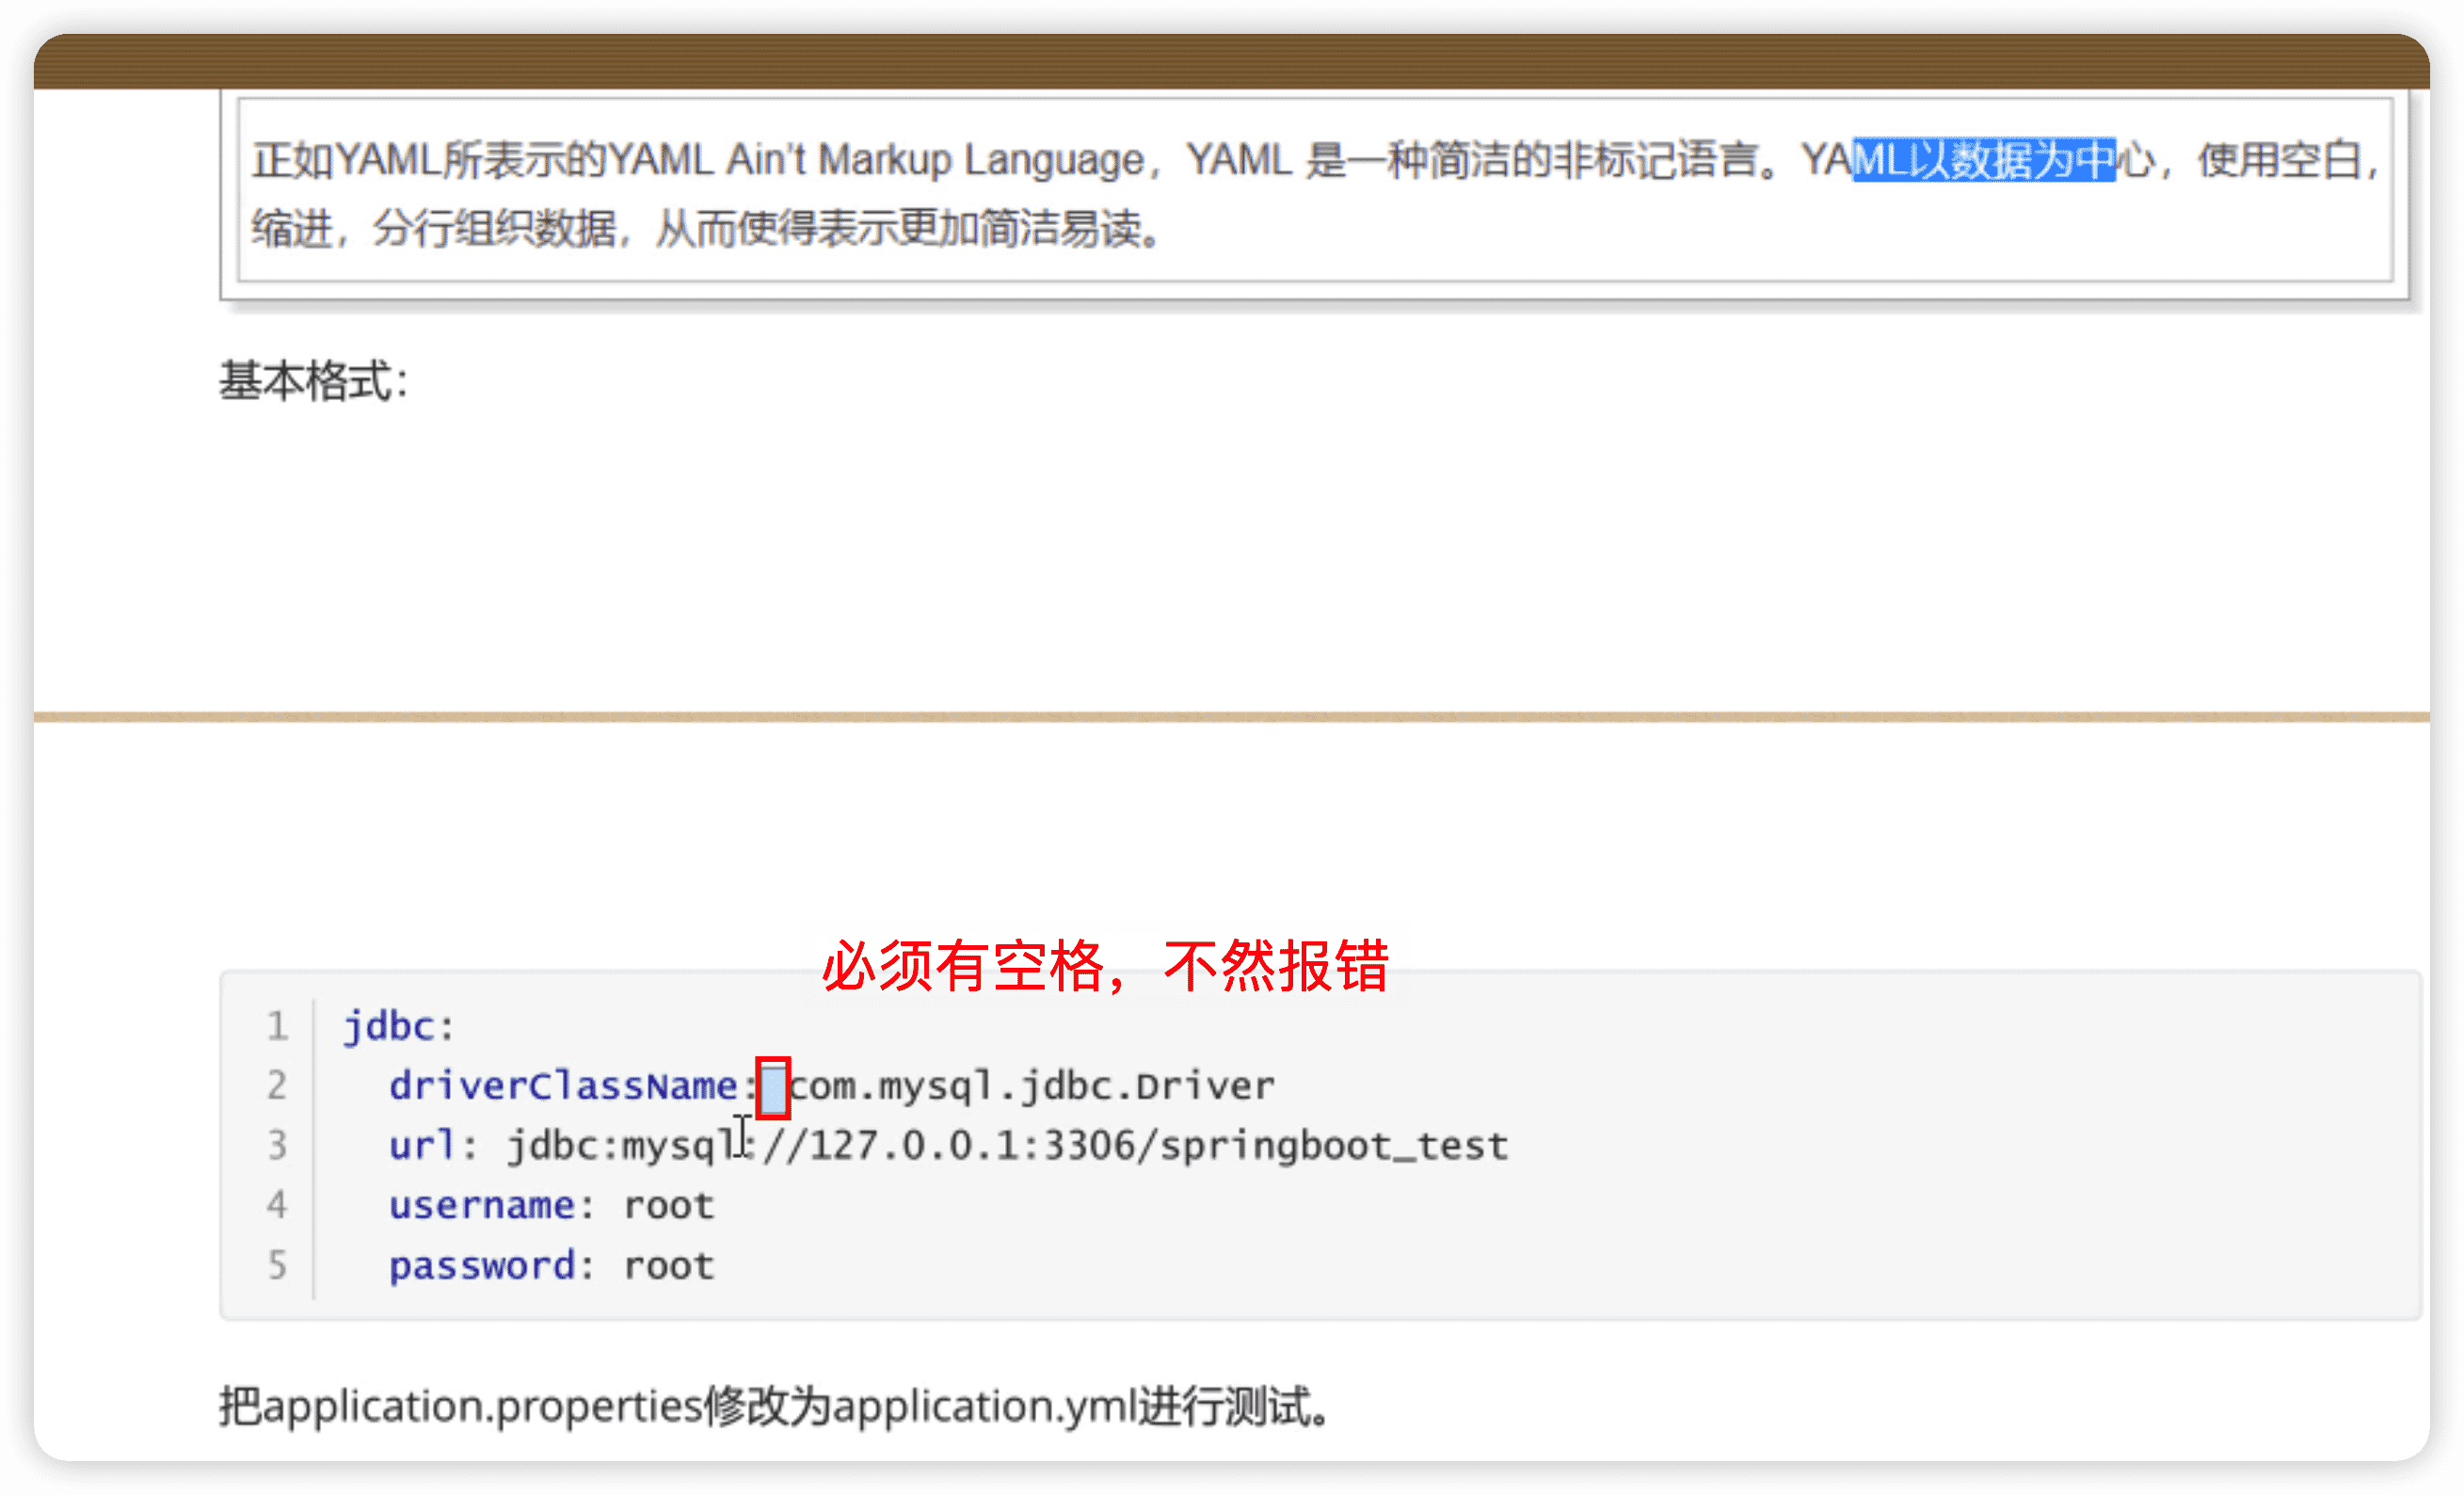 正如YAML所表示的YAML Ain't Markup Language，YAML 是一种简洁的非标记语言。YAML以数据为中心，使用空白，
缩进，分行组织数据，从而使得表示更加简洁易读。
基本格式：
必须有空格，不然报错
1 jdbc:
2   driverClassName: com.mysql.jdbc.Driver
3   url: jdbc:mysql://127.0.0.1:3306/springboot_test
4   username: root
5   password: root
把application.properties修改为application.yml进行测试。